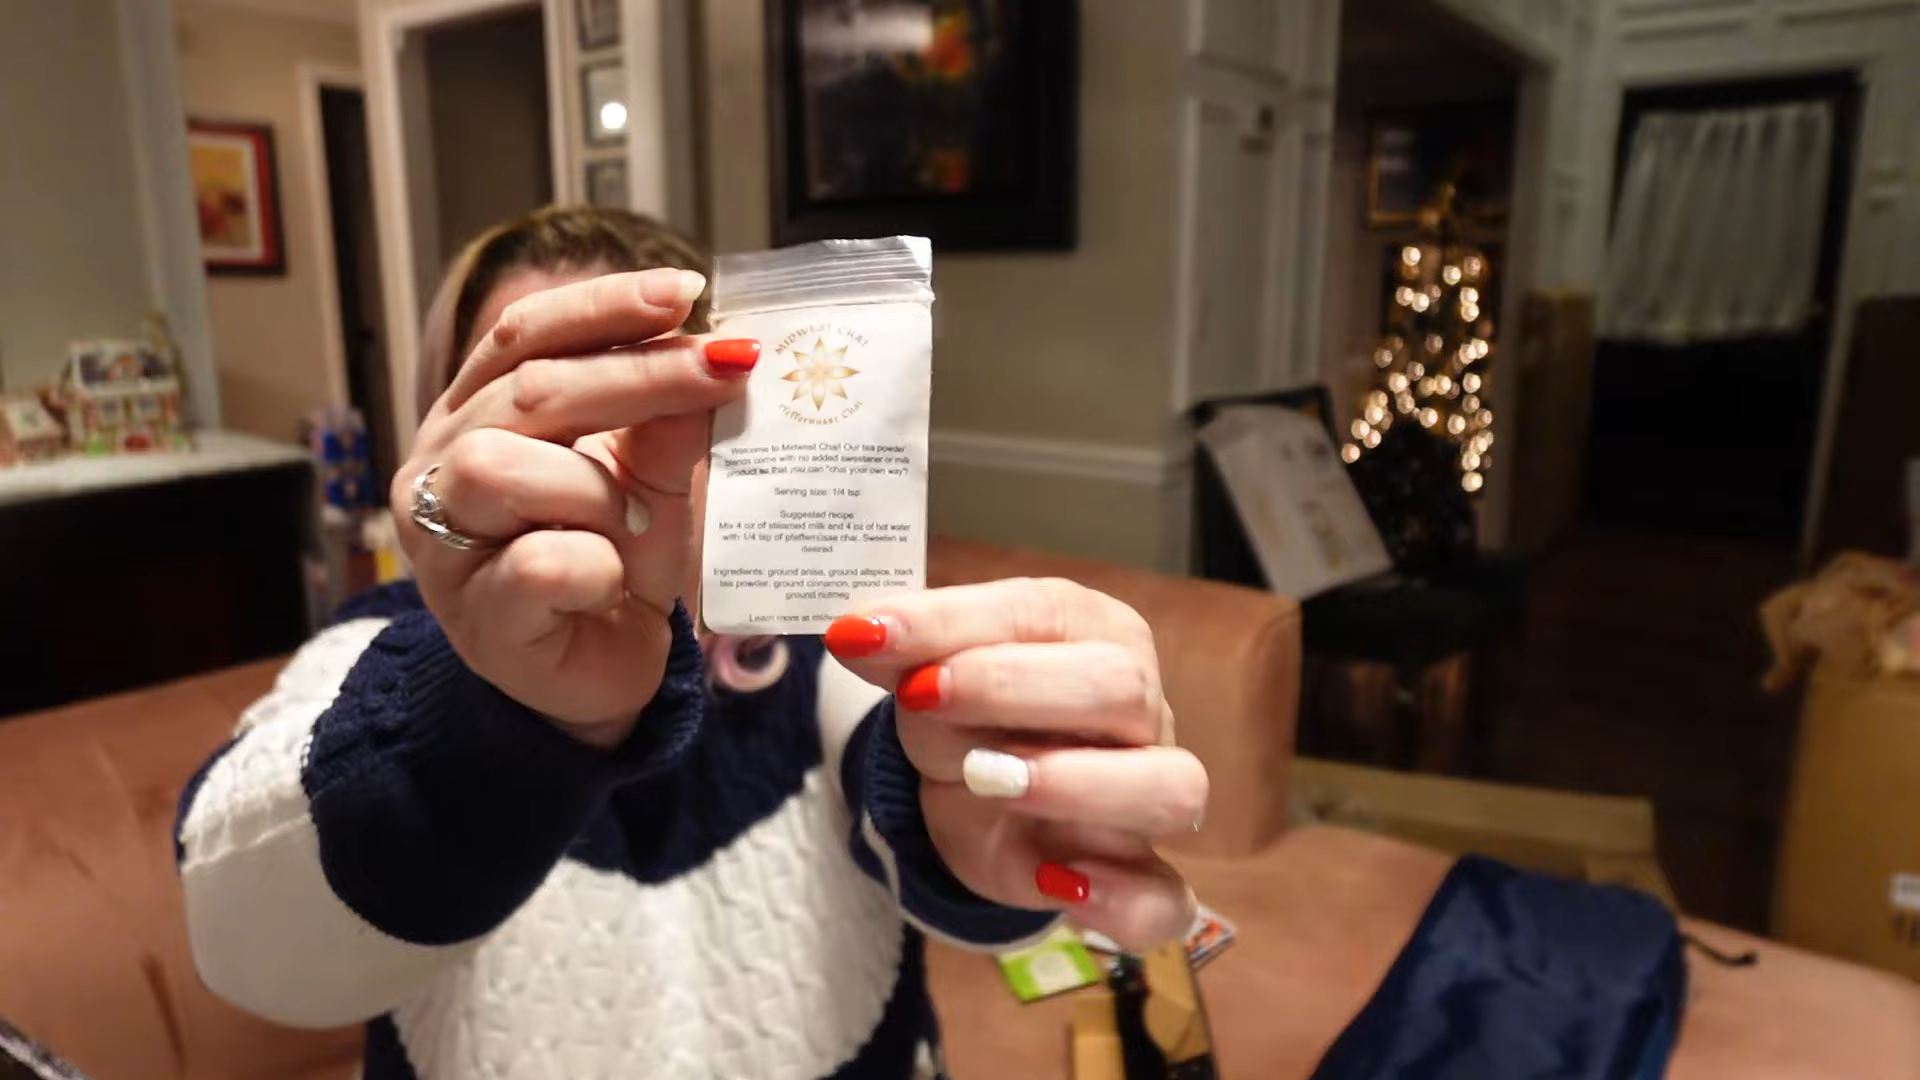 MIDWEST CHAI
Pfeffernusse Chai
Welcome to Midwest Chai! Our tea powder
blends come with no added sweetener or milk
product so that you can "chai your own way"!
Serving size: 1/4 tsp
Suggested recipe
Mix 4 oz of steamed milk and 4 oz of hot water
with 1/4 tsp of pfeffernüsse chai. Sweeten as
desired
Ingredients: ground anise, ground allspice, black
tea powder, ground cinnamon, ground cloves,
ground nutmeg
Learn more at